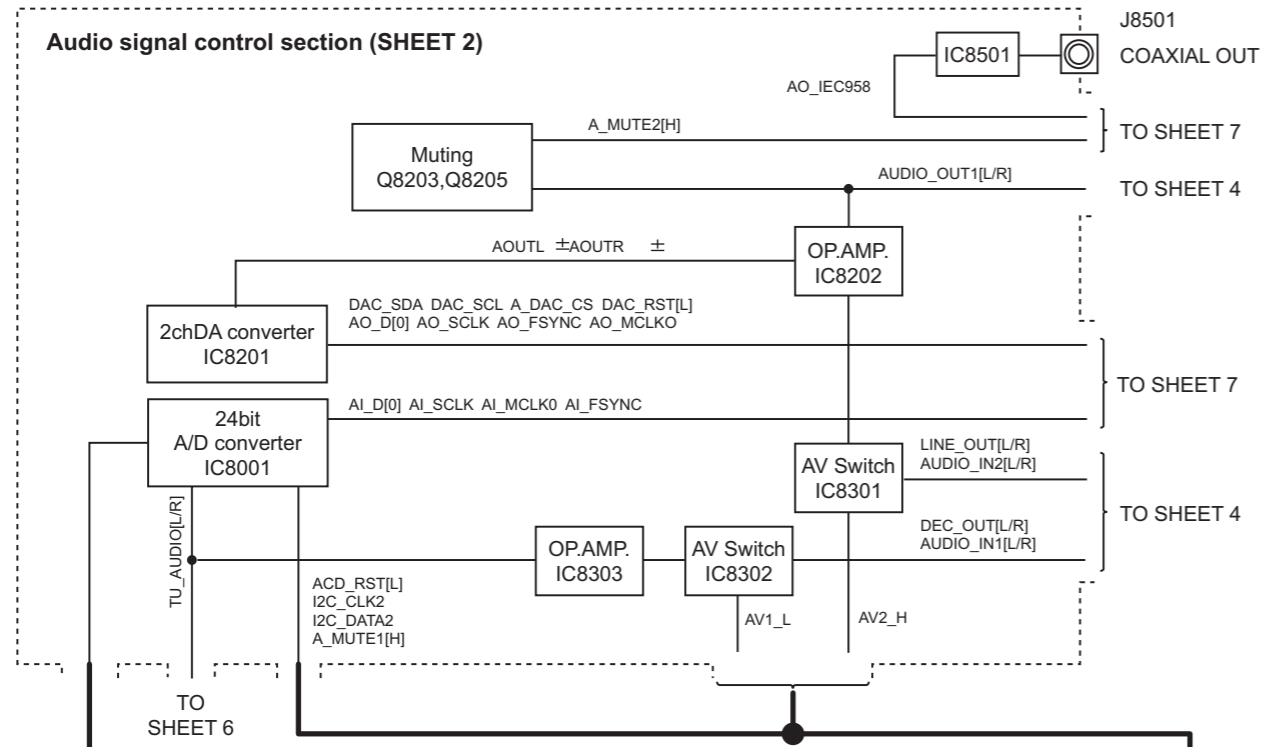 Audio signal control section (SHEET 2)
J8501
COAXIAL OUT
IC8501
AO_IEC958
A_MUTE2[H]
TO SHEET 7
Muting
Q8203,Q8205
AUDIO_OUT1[L/R]
TO SHEET 4
AOUTL ±AOUTR ±
OP.AMP.
IC8202
2chDA converter
IC8201
DAC_SDA DAC_SCL A_DAC_CS DAC_RST[L]
AO_D[0] AO_SCLK AO_FSYNC AO_MCLKO
TO SHEET 7
24bit
A/D converter
IC8001
AI_D[0] AI_SCLK AI_MCLK0 AI_FSYNC
AV Switch
IC8301
LINE_OUT[L/R]
AUDIO_IN2[L/R]
TO SHEET 4
DEC_OUT[L/R]
AUDIO_IN1[L/R]
TU_AUDIO[L/R]
OP.AMP.
IC8303
AV Switch
IC8302
ACD_RST[L]
I2C_CLK2
I2C_DATA2
A_MUTE1[H]
AV1_L
AV2_H
TO
SHEET 6